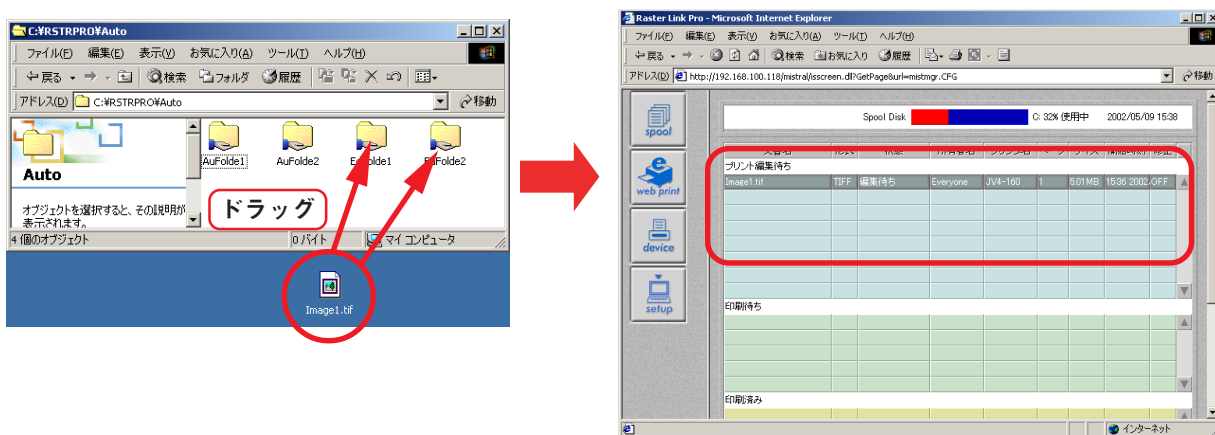 C:¥RSTRPRO¥Auto
ファイル(F) 編集(E) 表示(V) お気に入り(A) ツール(T) ヘルプ(H)
戻る 検索 フォルダ 履歴
アドレス(D) C:¥RSTRPRO¥Auto 移動
AuFolde1 AuFolde2 EdFolde1 EdFolde2
Auto
オブジェクトを選択すると、その説明が
表示されます。
ドラッグ
4 個のオブジェクト 0 バイト マイ コンピュータ
Image1.tif
Raster Link Pro - Microsoft Internet Explorer
ファイル(F) 編集(E) 表示(V) お気に入り(A) ツール(T) ヘルプ(H)
戻る 検索 お気に入り 履歴
アドレス(D) http://192.168.100.118/mistral/isscreen.dll?GetPage&url=mistmgr.CFG 移動
spool
web print
device
setup
Spool Disk C: 32% 使用中 2002/05/09 15:38
プリント編集待ち
Image1.tif TIFF 編集待ち Everyone JV4-160 1 5.01MB 15:36 2002. OFF
印刷待ち
印刷済み
インターネット